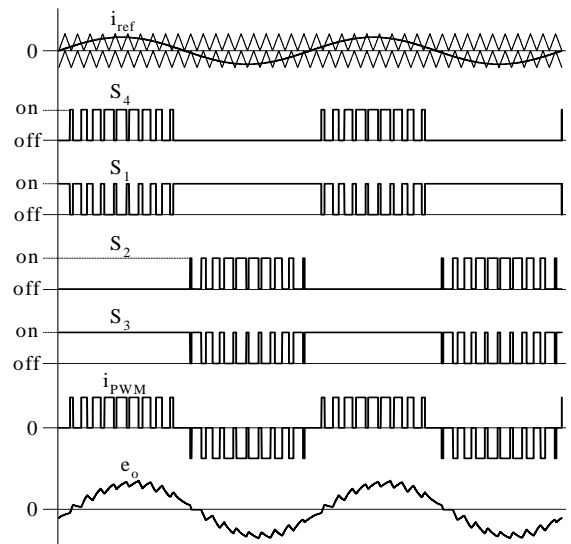 i_ref
0
S_4
on
off
S_1
on
off
S_2
on
off
S_3
on
off
i_PWM
0
e_o
0